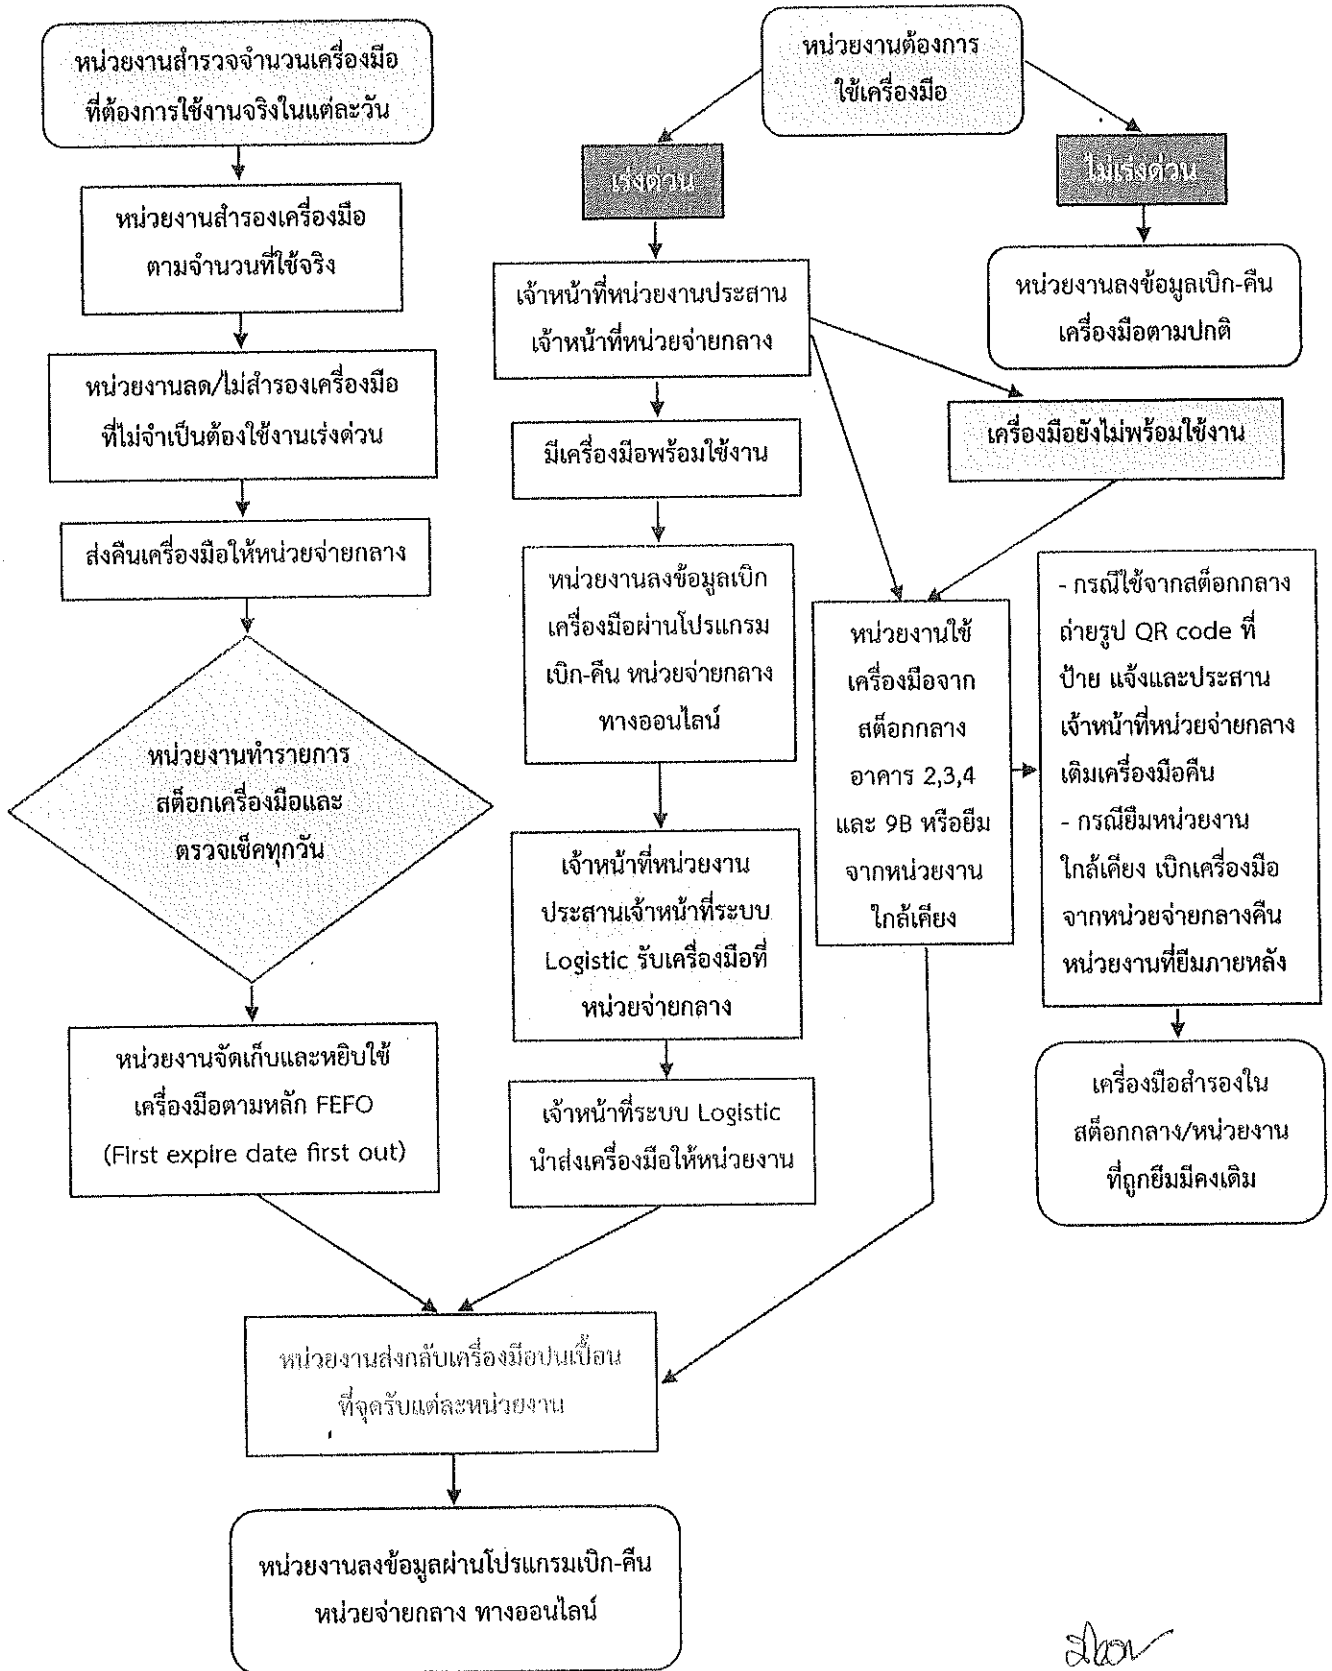 หน่วยงานสำรวจจำนวนเครื่องมือ
ที่ต้องการใช้งานจริงในแต่ละวัน
หน่วยงานสำรองเครื่องมือ
ตามจำนวนที่ใช้จริง
หน่วยงานลด/ไม่สำรองเครื่องมือ
ที่ไม่จำเป็นต้องใช้งานเร่งด่วน
ส่งคืนเครื่องมือให้หน่วยจ่ายกลาง
หน่วยงานทำรายการ
สต็อกเครื่องมือและ
ตรวจเช็คทุกวัน
หน่วยงานจัดเก็บและหยิบใช้
เครื่องมือตามหลัก FEFO
(First expire date first out)
หน่วยงานต้องการ
ใช้เครื่องมือ
เร่งด่วน
ไม่เร่งด่วน
เจ้าหน้าที่หน่วยงานประสาน
เจ้าหน้าที่หน่วยจ่ายกลาง
หน่วยงานลงข้อมูลเบิก-คืน
เครื่องมือตามปกติ
มีเครื่องมือพร้อมใช้งาน
เครื่องมือยังไม่พร้อมใช้งาน
หน่วยงานลงข้อมูลเบิก
เครื่องมือผ่านโปรแกรม
เบิก-คืน หน่วยจ่ายกลาง
ทางออนไลน์
เจ้าหน้าที่หน่วยงาน
ประสานเจ้าหน้าที่ระบบ
Logistic รับเครื่องมือที่
หน่วยจ่ายกลาง
เจ้าหน้าที่ระบบ Logistic
นำส่งเครื่องมือให้หน่วยงาน
หน่วยงานใช้
เครื่องมือจาก
สต็อกกลาง
อาคาร 2,3,4
และ 9B หรือยืม
จากหน่วยงาน
ใกล้เคียง
- กรณีใช้จากสต็อกกลาง
ถ่ายรูป QR code ที่
ป้าย แจ้งและประสาน
เจ้าหน้าที่หน่วยจ่ายกลาง
เติมเครื่องมือคืน
- กรณียืมหน่วยงาน
ใกล้เคียง เบิกเครื่องมือ
จากหน่วยจ่ายกลางคืน
หน่วยงานที่ยืมภายหลัง
เครื่องมือสำรองใน
สต็อกกลาง/หน่วยงาน
ที่ถูกยืมมีคงเดิม
หน่วยงานส่งกลับเครื่องมือปนเปื้อน
ที่จุดรับแต่ละหน่วยงาน
หน่วยงานลงข้อมูลผ่านโปรแกรมเบิก-คืน
หน่วยจ่ายกลาง ทางออนไลน์